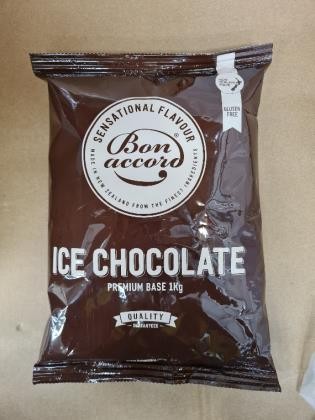 GLUTEN
FREE
SENSATIONAL FLAVOUR
Bon
accord
MADE IN NEW ZEALAND FROM THE FINEST INGREDIENTS
ICE CHOCOLATE
PREMIUM BASE 1Kg
QUALITY
GUARANTEED